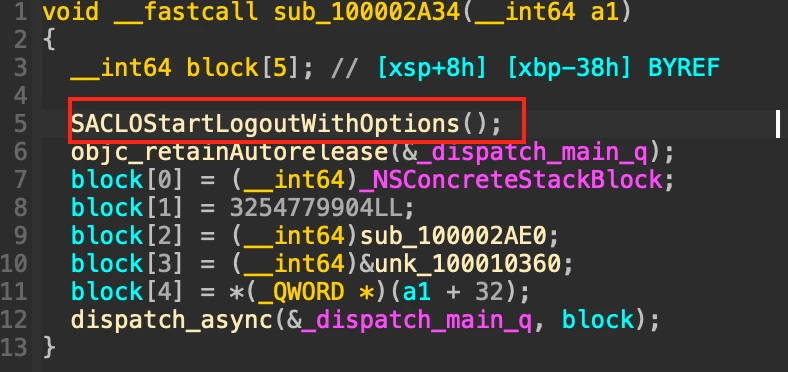 1 void __fastcall sub_100002A34(__int64 a1)
2 {
3 __int64 block[5]; // [xsp+8h] [xbp-38h] BYREF
4
5 SACLOStartLogoutWithOptions();
6 objc_retainAutorelease(&_dispatch_main_q);
7 block[0] = (__int64)_NSConcreteStackBlock;
8 block[1] = 3254779904LL;
9 block[2] = (__int64)sub_100002AE0;
10 block[3] = (__int64)&unk_100010360;
11 block[4] = *(_QWORD *)(a1 + 32);
12 dispatch_async(&_dispatch_main_q, block);
13 }